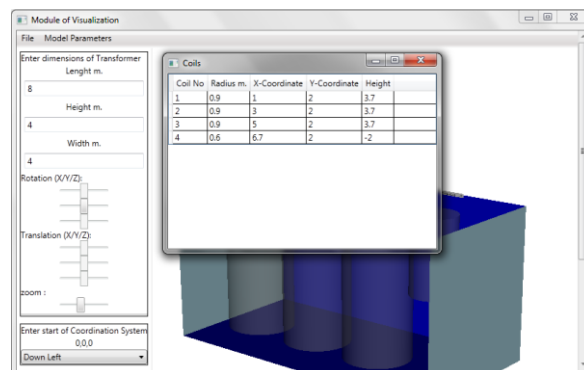 Module of Visualization
File Model Parameters
Enter dimensions of Transformer
Lenght m.
8
Height m.
4
Width m.
4
Rotation (X/Y/Z):
Translation (X/Y/Z):
zoom :
Enter start of Coordination System
0,0,0
Down Left
Coils
Coil No Radius m. X-Coordinate Y-Coordinate Height
1 0.9 1 2 3.7
2 0.9 3 2 3.7
3 0.9 5 2 3.7
4 0.6 6.7 2 -2